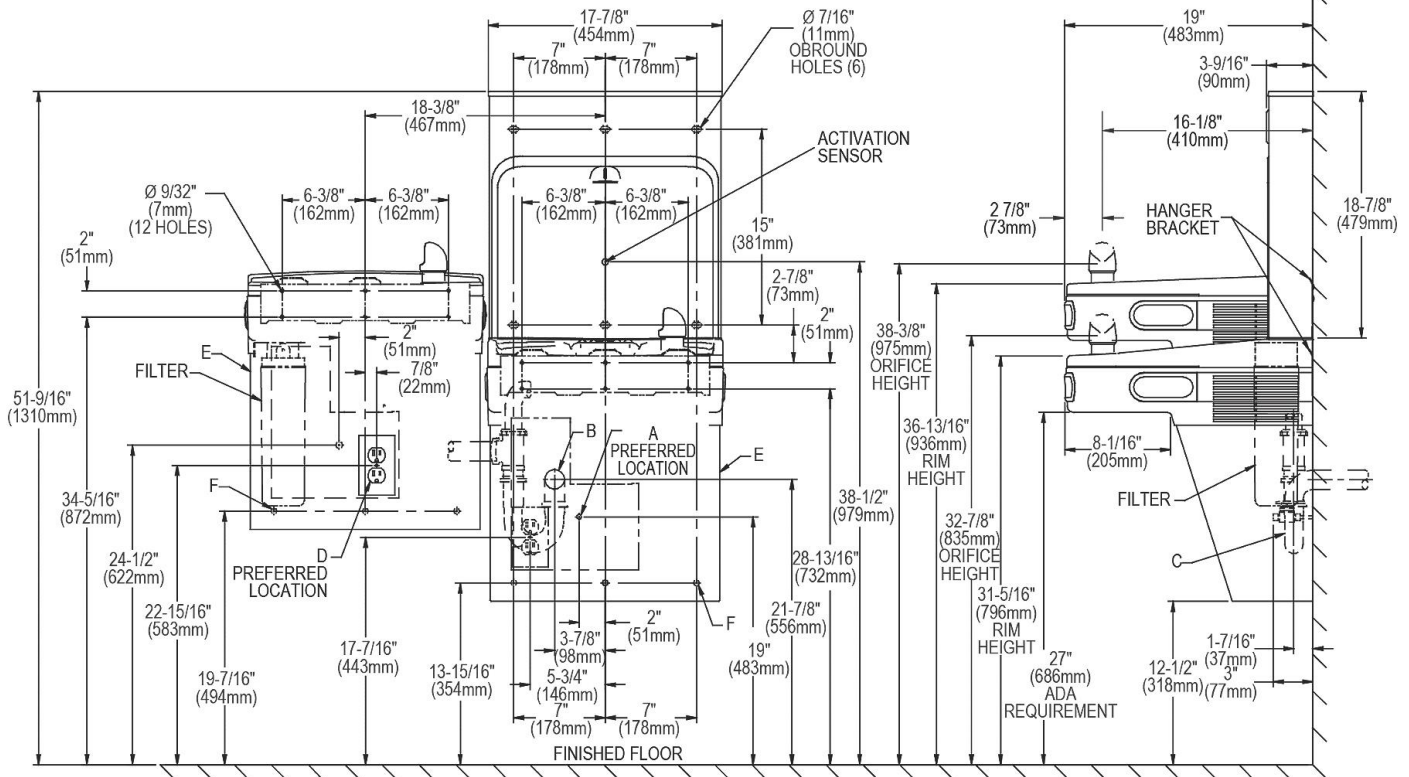 17-7/8"
(454mm)
7"
(178mm)
7"
(178mm)
Ø 7/16"
(11mm)
OBROUND
HOLES (6)
19"
(483mm)
3-9/16"
(90mm)
18-3/8"
(467mm)
16-1/8"
(410mm)
ACTIVATION
SENSOR
Ø 9/32"
(7mm)
(12 HOLES)
6-3/8"
(162mm)
6-3/8"
(162mm)
6-3/8"
(162mm)
6-3/8"
(162mm)
15"
(381mm)
2 7/8"
(73mm)
HANGER
BRACKET
18-7/8"
(479mm)
2"
(51mm)
2-7/8"
(73mm)
2"
(51mm)
2"
(51mm)
7/8"
(22mm)
38-3/8"
(975mm)
ORIFICE
HEIGHT
E
FILTER
51-9/16"
(1310mm)
36-13/16"
(936mm)
RIM
HEIGHT
8-1/16"
(205mm)
B
A
PREFERRED
LOCATION
E
F
34-5/16"
(872mm)
38-1/2"
(979mm)
FILTER
32-7/8"
(835mm)
ORIFICE
HEIGHT
24-1/2"
(622mm)
D
PREFERRED
LOCATION
28-13/16"
(732mm)
C
31-5/16"
(796mm)
RIM
HEIGHT
22-15/16"
(583mm)
21-7/8"
(556mm)
F
2"
(51mm)
3-7/8"
(98mm)
19"
(483mm)
17-7/16"
(443mm)
13-15/16"
(354mm)
5-3/4"
(146mm)
19-7/16"
(494mm)
27"
(686mm)
ADA
REQUIREMENT
12-1/2"
(318mm)
1-7/16"
(37mm)
3"
(77mm)
7"
(178mm)
7"
(178mm)
FINISHED FLOOR